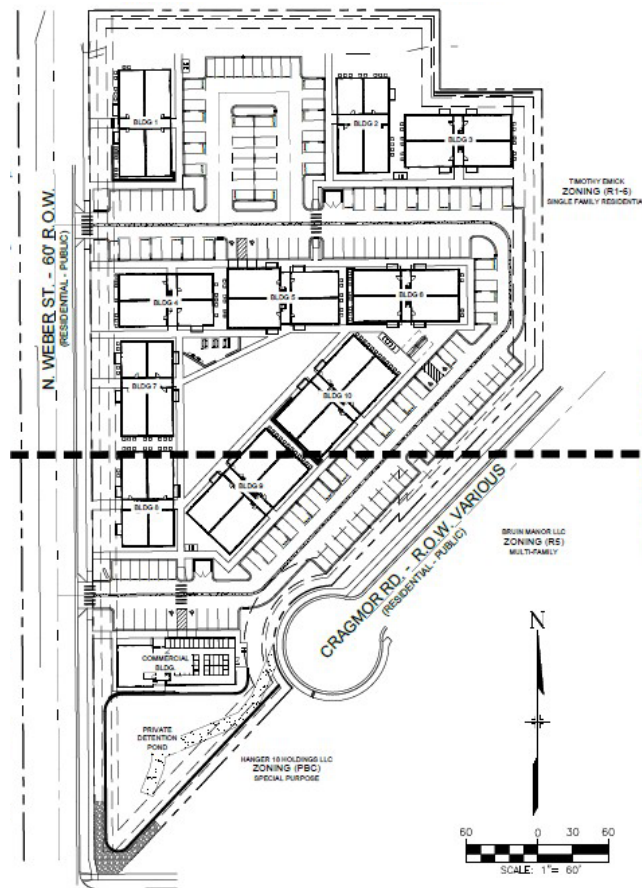 BLDG 1
BLDG 2
BLDG 3
TIMOTHY EMICK
ZONING (R1-6)
SINGLE FAMILY RESIDENTIA
N. WEBER ST. - 60' R.O.W.
(RESIDENTIAL - PUBLIC)
BLDG 4
BLDG 5
BLDG 6
BLDG 7
BLDG 10
BLDG 9
BLDG 8
CRAGMOR RD. - R.O.W. VARIOUS
(RESIDENTIAL - PUBLIC)
BRUIN MANOR LLC
ZONING (R5)
MULTI-FAMILY
COMMERCIAL
BLDG.
PRIVATE
DETENTION
POND
HANGER 18 HOLDINGS LLC
ZONING (PBC)
SPECIAL PURPOSE
N
60 0 30 60
SCALE: 1"= 60'